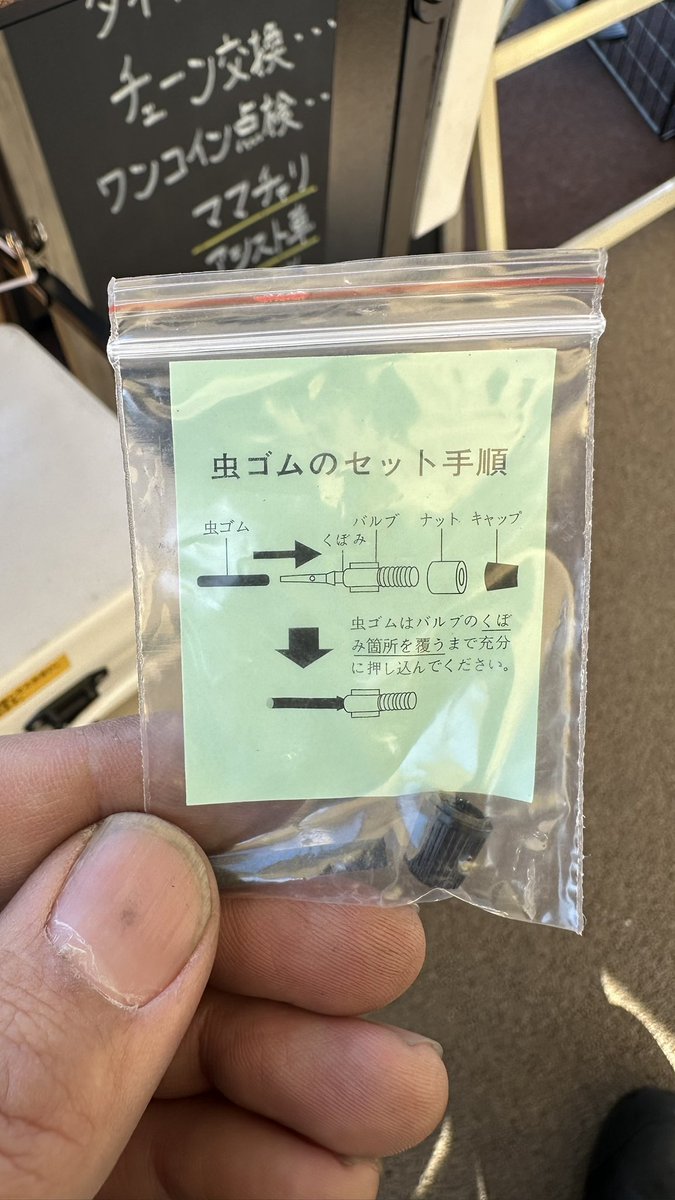 チェーン交換...
ワンコイン点検...
ママチャリ
アシスト車
虫ゴムのセット手順
虫ゴム
くぼみ
バルブ
ナット
キャップ
虫ゴムはバルブのくぼ
み箇所を覆うまで充分
に押し込んでください。